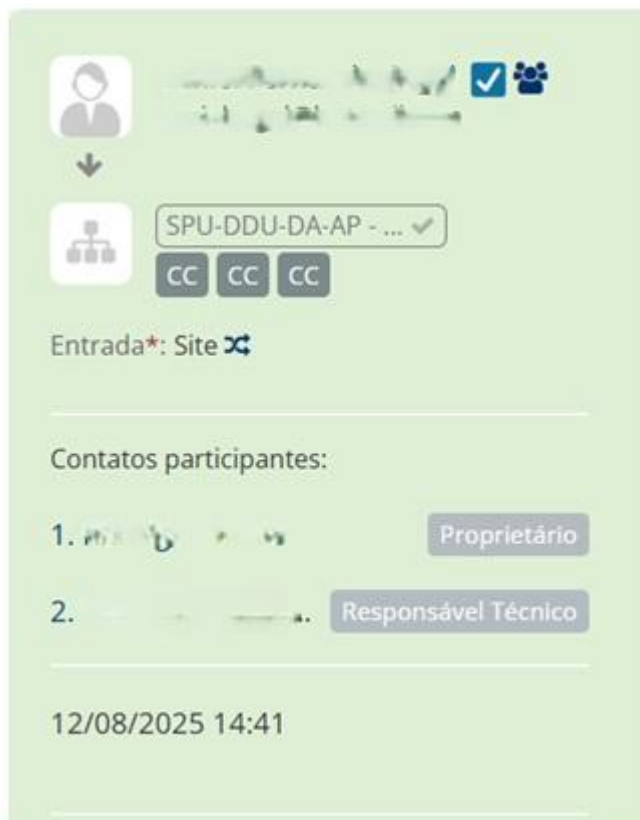 SPU-DDU-DA-AP - ...
CC CC CC
Entrada*: Site
Contatos participantes:
1. Proprietário
2. Responsável Técnico
12/08/2025 14:41